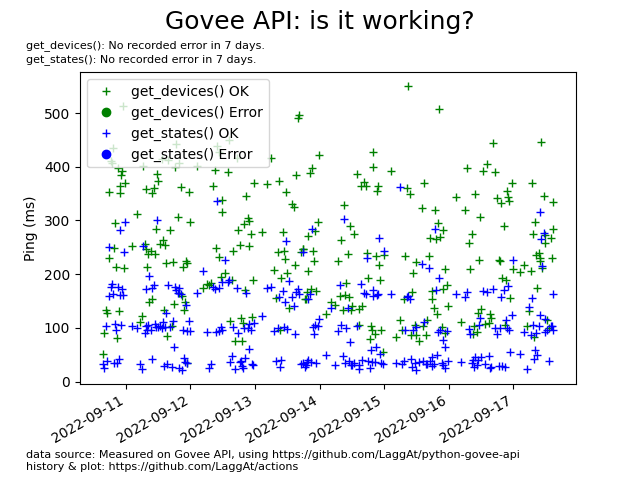 Govee API: is it working?
get_devices(): No recorded error in 7 days.
get_states(): No recorded error in 7 days.
get_devices() OK
get_devices() Error
get_states() OK
get_states() Error
Ping (ms)
500
400
300
200
100
0
2022-09-11
2022-09-12
2022-09-13
2022-09-14
2022-09-15
2022-09-16
2022-09-17
data source: Measured on Govee API, using https://github.com/LaggAt/python-govee-api
history & plot: https://github.com/LaggAt/actions